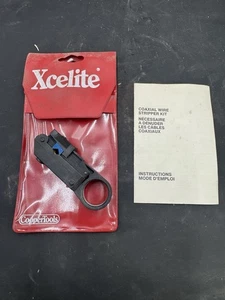 Xcelite®
CooperTools
COAXIAL WIRE
STRIPPER KIT
NÉCESSAIRE
À DÉNUDER
LES CÂBLES
COAXIAUX
INSTRUCTIONS
MODE D'EMPLOI